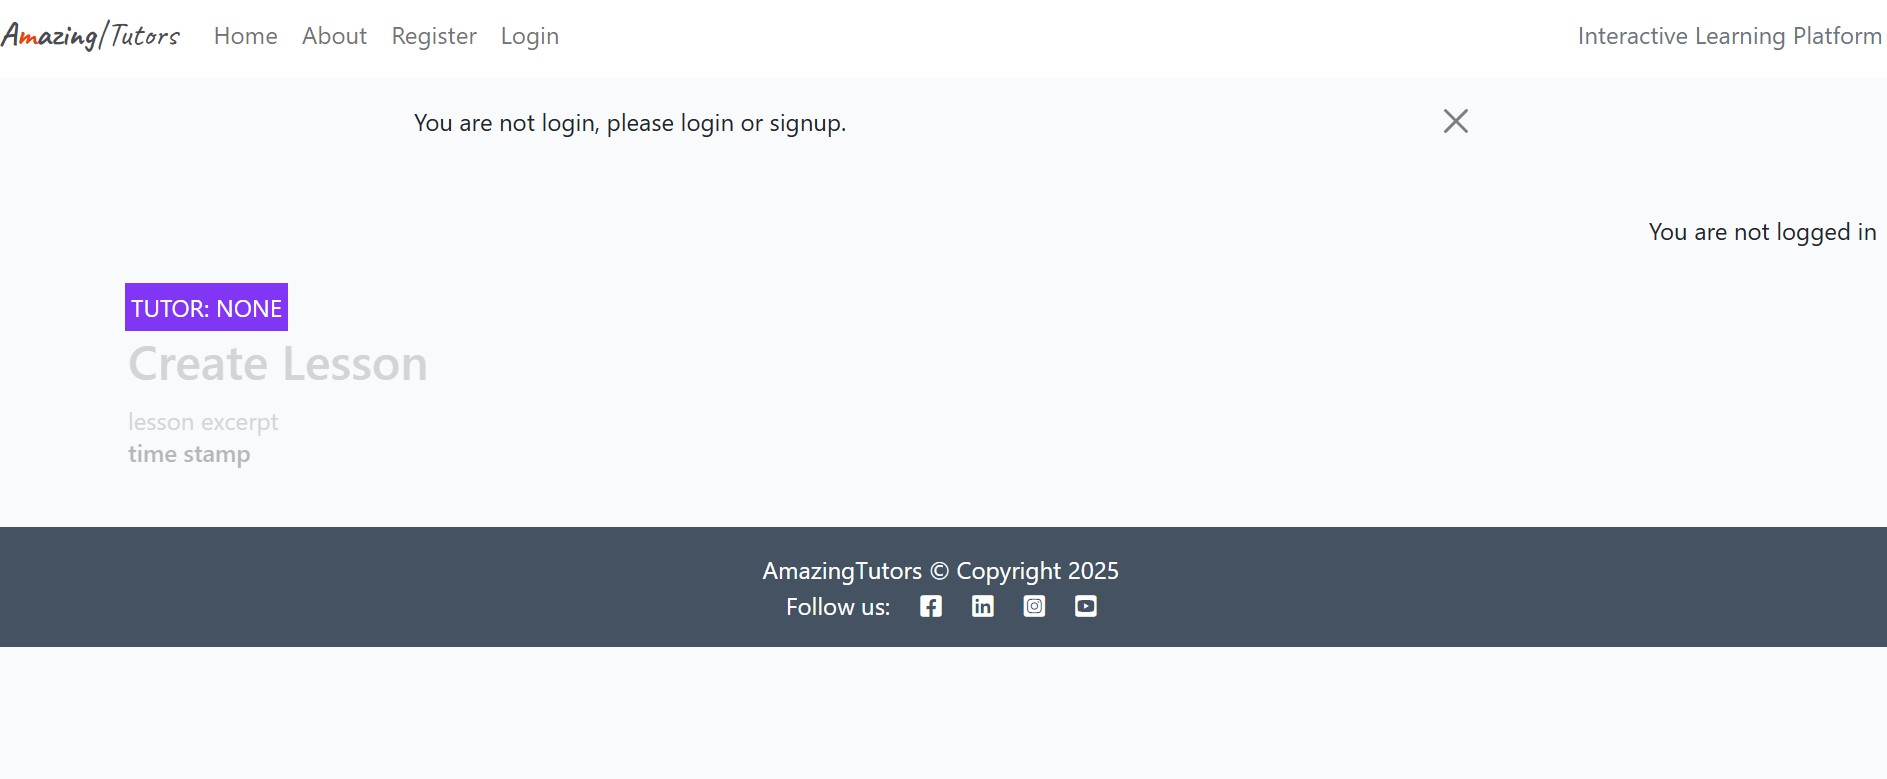 Amazing|Tutors Home About Register Login Interactive Learning Platform
You are not login, please login or signup.
You are not logged in
TUTOR: NONE
Create Lesson
lesson excerpt
time stamp
AmazingTutors © Copyright 2025
Follow us: